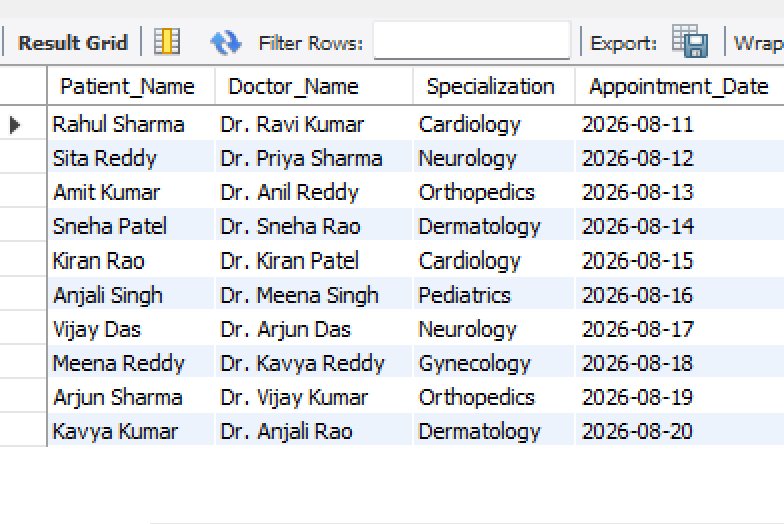 Result Grid Filter Rows: Export: Wrap
Patient_Name Doctor_Name Specialization Appointment_Date
Rahul Sharma Dr. Ravi Kumar Cardiology 2026-08-11
Sita Reddy Dr. Priya Sharma Neurology 2026-08-12
Amit Kumar Dr. Anil Reddy Orthopedics 2026-08-13
Sneha Patel Dr. Sneha Rao Dermatology 2026-08-14
Kiran Rao Dr. Kiran Patel Cardiology 2026-08-15
Anjali Singh Dr. Meena Singh Pediatrics 2026-08-16
Vijay Das Dr. Arjun Das Neurology 2026-08-17
Meena Reddy Dr. Kavya Reddy Gynecology 2026-08-18
Arjun Sharma Dr. Vijay Kumar Orthopedics 2026-08-19
Kavya Kumar Dr. Anjali Rao Dermatology 2026-08-20